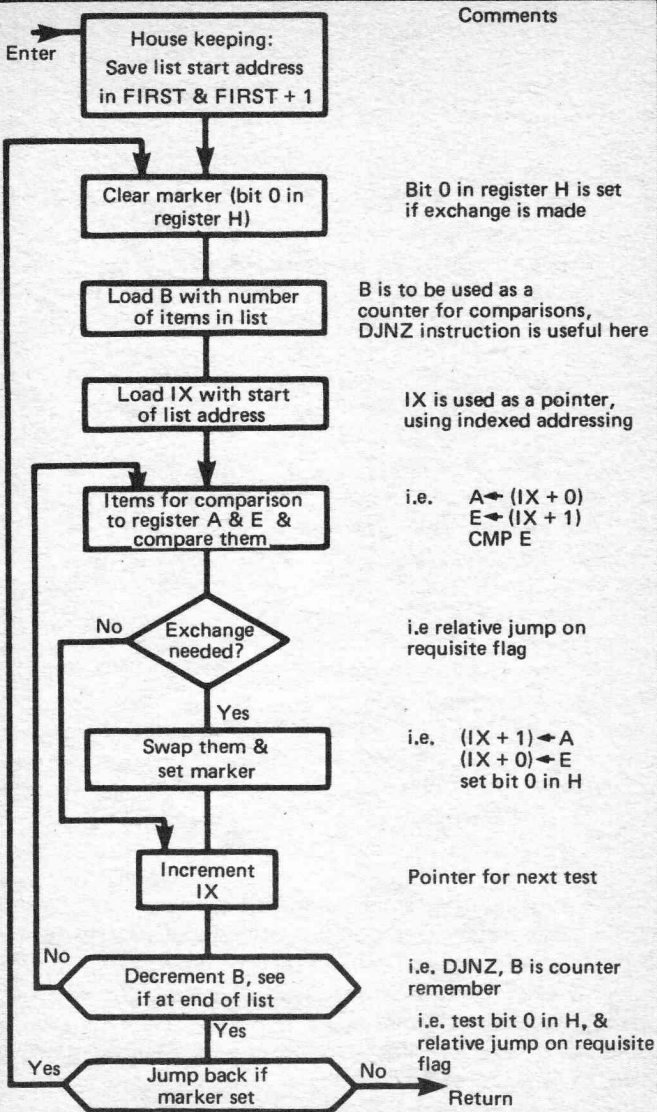 Comments
Enter
House keeping:
Save list start address
in FIRST & FIRST + 1
Clear marker (bit 0 in
register H)
Bit 0 in register H is set
if exchange is made
Load B with number
of items in list
B is to be used as a
counter for comparisons,
DJNZ instruction is useful here
Load IX with start
of list address
IX is used as a pointer,
using indexed addressing
Items for comparison
to register A & E &
compare them
i.e. A← (IX + 0)
E← (IX + 1)
CMP E
No
Exchange
needed?
i.e relative jump on
requisite flag
Yes
Swap them &
set marker
i.e. (IX + 1)← A
(IX + 0)← E
set bit 0 in H
Increment
IX
Pointer for next test
No
Decrement B, see
if at end of list
i.e. DJNZ, B is counter
remember
Yes
i.e. test bit 0 in H, &
relative jump on requisite
flag
Yes
Jump back if
marker set
No
Return